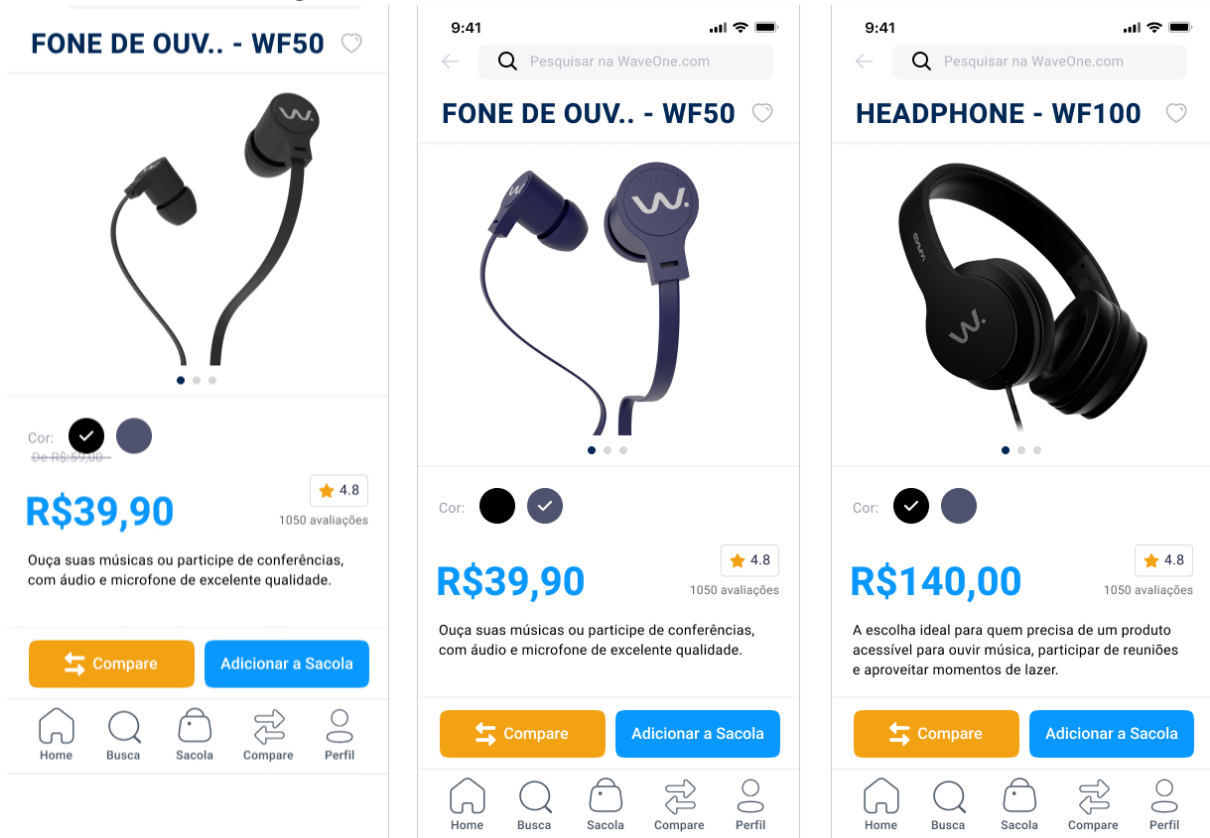 FONE DE OUV.. - WF50
W.
Cor:
De R$:59,00
R$39,90
4.8
1050 avaliações
Ouça suas músicas ou participe de conferências,
com áudio e microfone de excelente qualidade.
Compare
Adicionar a Sacola
Home
Busca
Sacola
Compare
Perfil
9:41
Pesquisar na WaveOne.com
FONE DE OUV.. - WF50
W.
W.
Cor:
R$39,90
4.8
1050 avaliações
Ouça suas músicas ou participe de conferências,
com áudio e microfone de excelente qualidade.
Compare
Adicionar a Sacola
Home
Busca
Sacola
Compare
Perfil
9:41
Pesquisar na WaveOne.com
HEADPHONE - WF100
W.
Cor:
R$140,00
4.8
1050 avaliações
A escolha ideal para quem precisa de um produto
acessível para ouvir música, participar de reuniões
e aproveitar momentos de lazer.
Compare
Adicionar a Sacola
Home
Busca
Sacola
Compare
Perfil